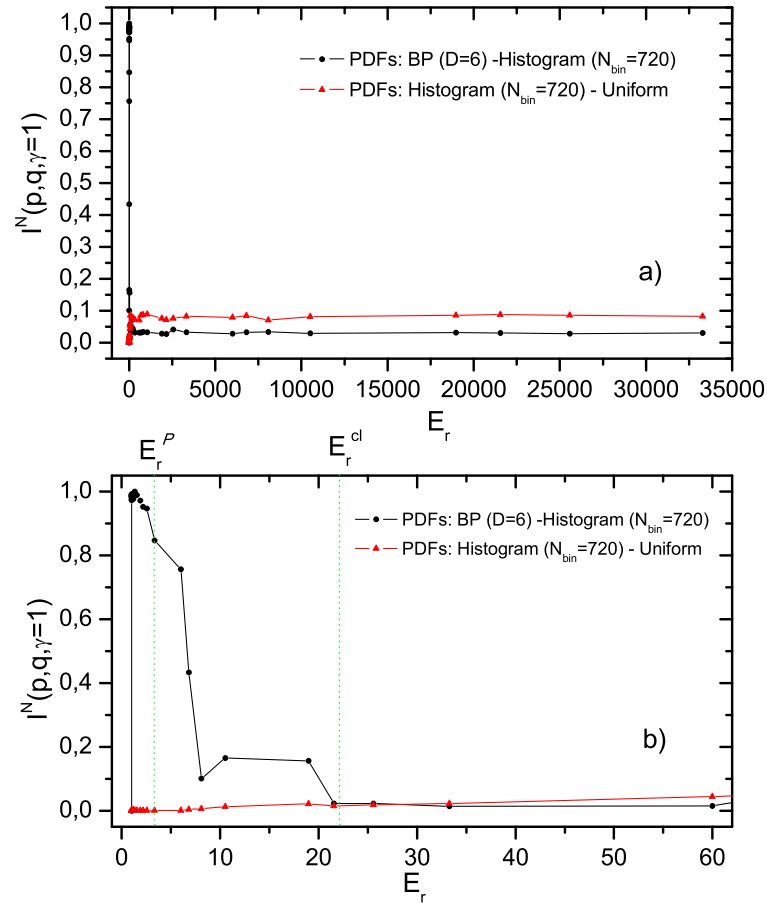 1,0
0,9
0,8
0,7
0,6
0,5
0,4
0,3
0,2
0,1
0,0
I^N(p,q,γ=1)
PDFs: BP (D=6) -Histogram (N_bin=720)
PDFs: Histogram (N_bin=720) - Uniform
a)
0 5000 10000 15000 20000 25000 30000 35000
E_r
E_r^P E_r^cl
1,0
0,8
0,6
0,4
0,2
0,0
I^N(p,q,γ=1)
PDFs: BP (D=6) -Histogram (N_bin=720)
PDFs: Histogram (N_bin=720) - Uniform
b)
0 10 20 30 40 50 60
E_r